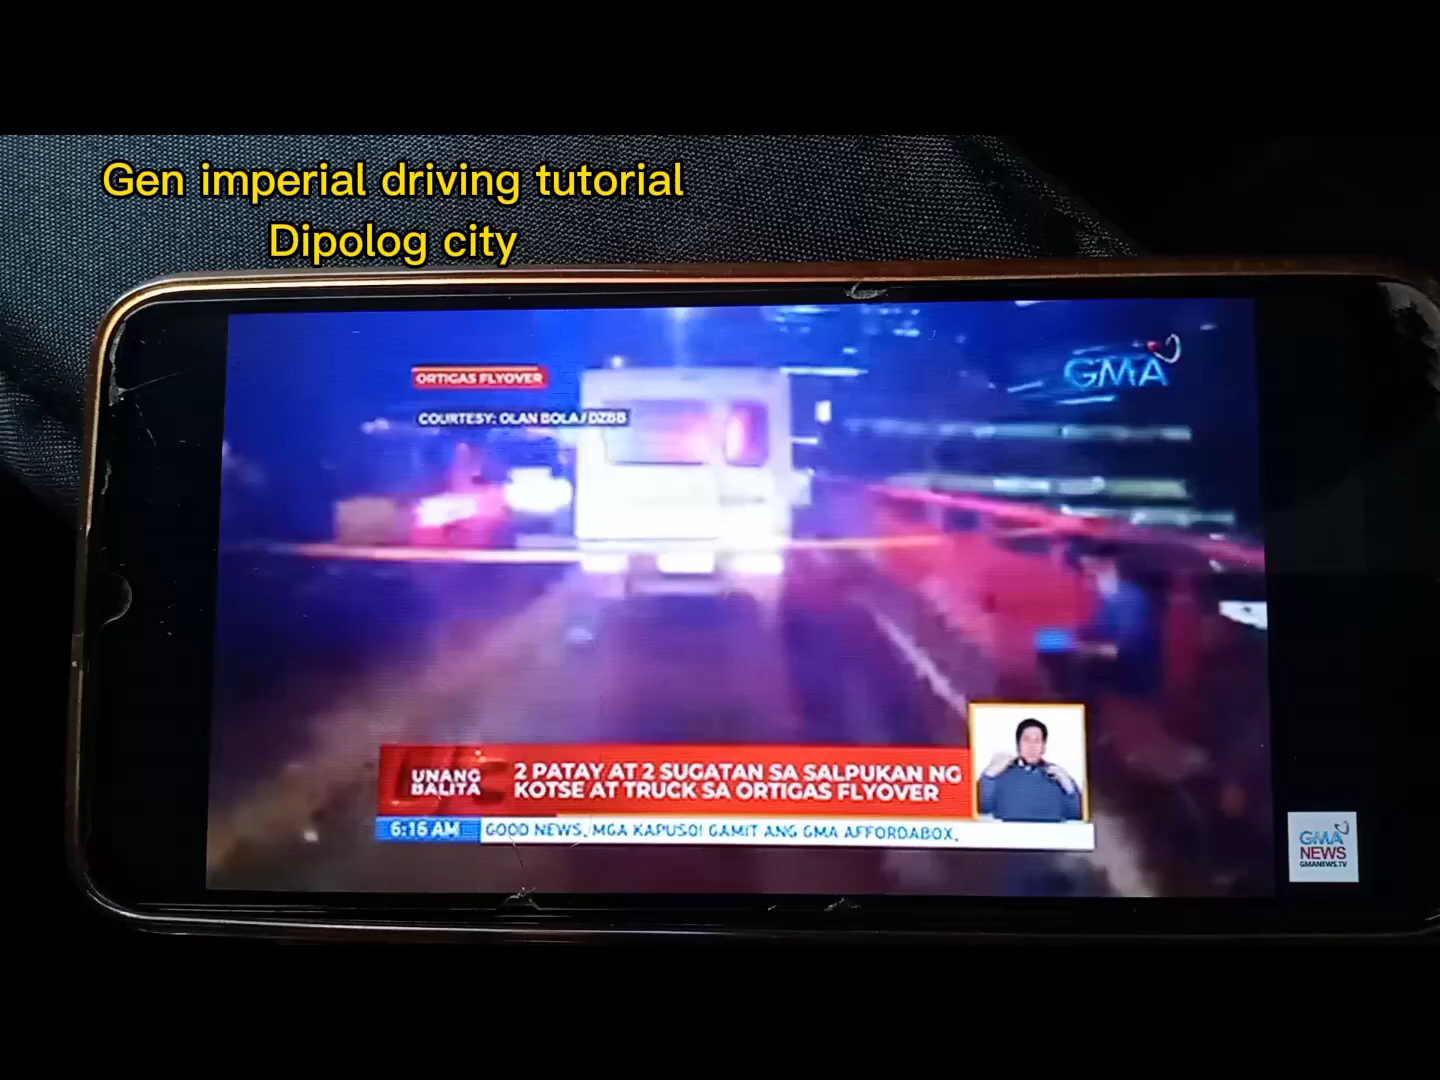 Gen imperial driving tutorial
Dipolog city
ORTIGAS FLYOVER
GMA
COURTESY: OLAN BOLA / DZBB
UNANG
BALITA
2 PATAY AT 2 SUGATAN SA SALPUKAN NG
KOTSE AT TRUCK SA ORTIGAS FLYOVER
6:16 AM
GOOD NEWS, MGA KAPUSO! GAMIT ANG GMA AFFORDABOX,
GMA
NEWS
GMANEWS.TV